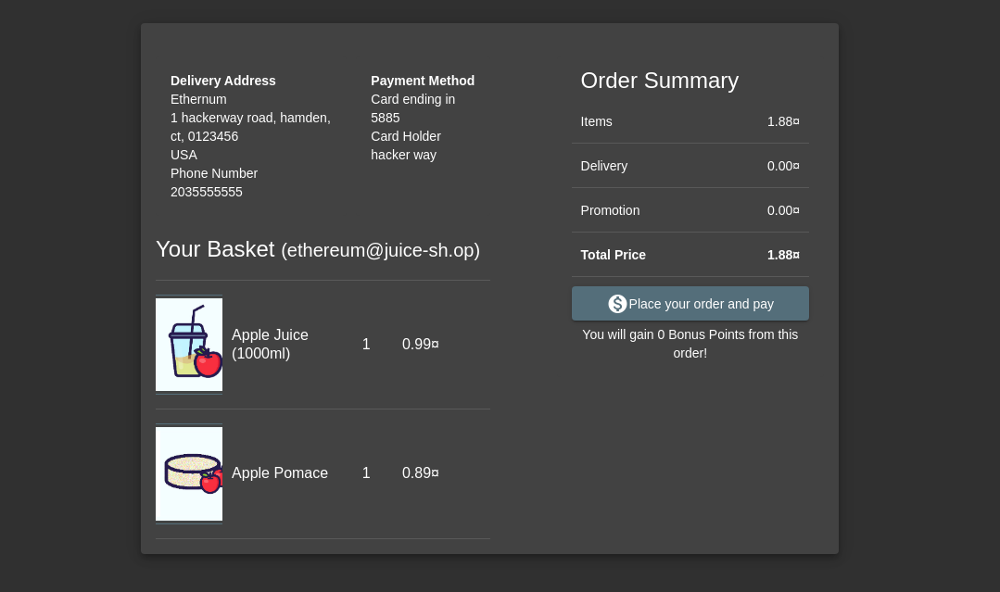 Delivery Address
Ethernum
1 hackerway road, hamden,
ct, 0123456
USA
Phone Number
2035555555
Payment Method
Card ending in
5885
Card Holder
hacker way
Your Basket (ethereum@juice-sh.op)
Apple Juice
(1000ml)
1
0.99¤
Apple Pomace
1
0.89¤
Order Summary
Items 1.88¤
Delivery 0.00¤
Promotion 0.00¤
Total Price 1.88¤
Place your order and pay
You will gain 0 Bonus Points from this
order!